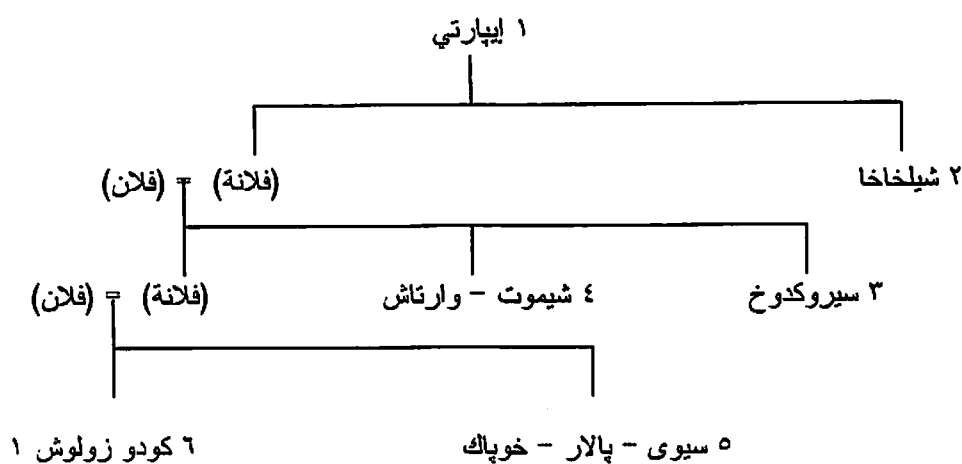 ١ إيپارتي
٢ شيلخاخا (فلانة) = (فلان)
٣ سيروكدوخ ٤ شيموت – وارتاش (فلانة) = (فلان)
٥ سيوى – پالار – خوپاك ٦ كودو زولوش ١